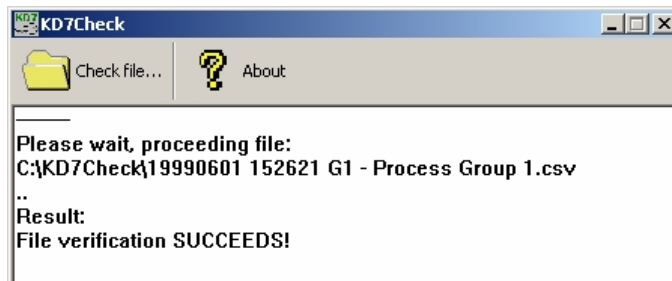 KD7Check
Check file...
About
Please wait, proceeding file:
C:\KD7Check\19990601 152621 G1 - Process Group 1.csv
..
Result:
File verification SUCCEEDS!